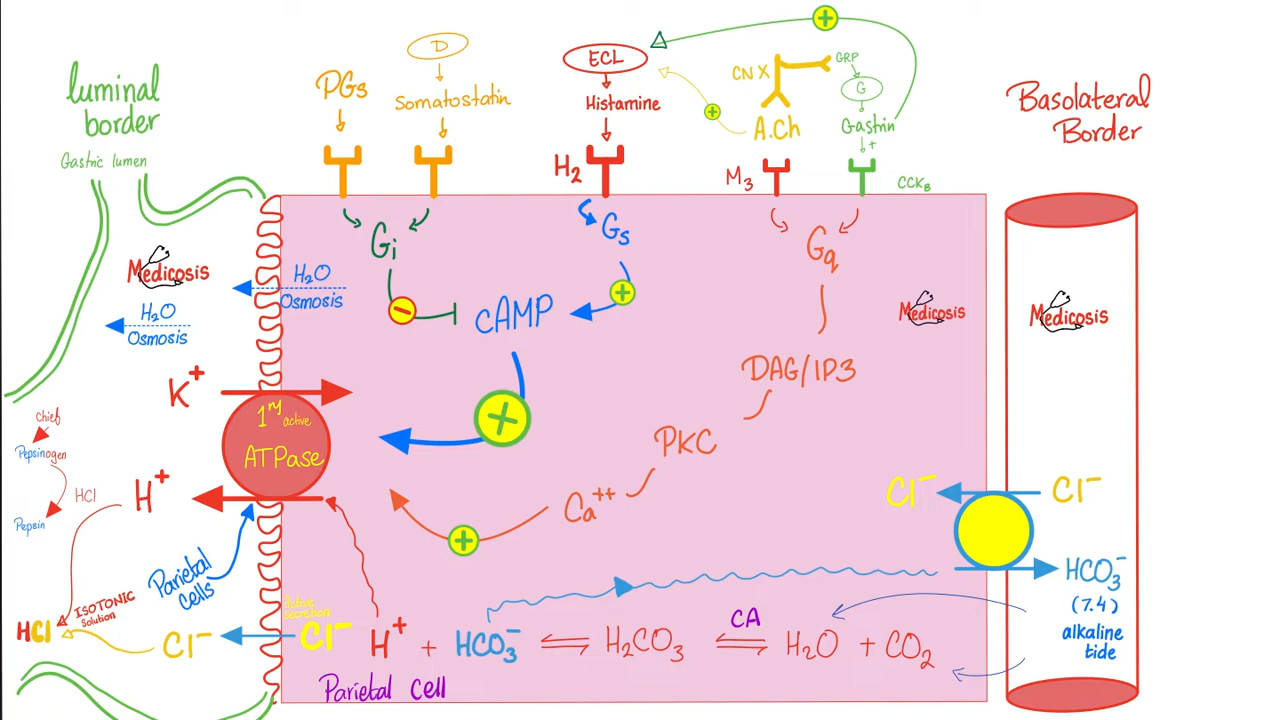 luminal
border
Gastric lumen
PGs
D
Somatostatin
ECL
Histamine
H2
CN X
A.Ch
GRP
G
Gastrin
+
+
+
M3
CCKB
Basolateral
Border
Gi
Gs
Gq
Medicosis
H2O
Osmosis
H2O
Osmosis
−
cAMP
+
DAG/IP3
Medicosis
Medicosis
K+
1ry active
ATPase
+
PKC
Ca++
+
Chief
Pepsinogen
HCl
Pepsin
H+
Parietal
cells
ISOTONIC
Solution
HCl
Cl−
Active
secretion
Cl−
H+ + HCO3− ⇌ H2CO3 ⇌ H2O + CO2
CA
Parietal cell
Cl−
Cl−
HCO3−
(7.4)
alkaline
tide